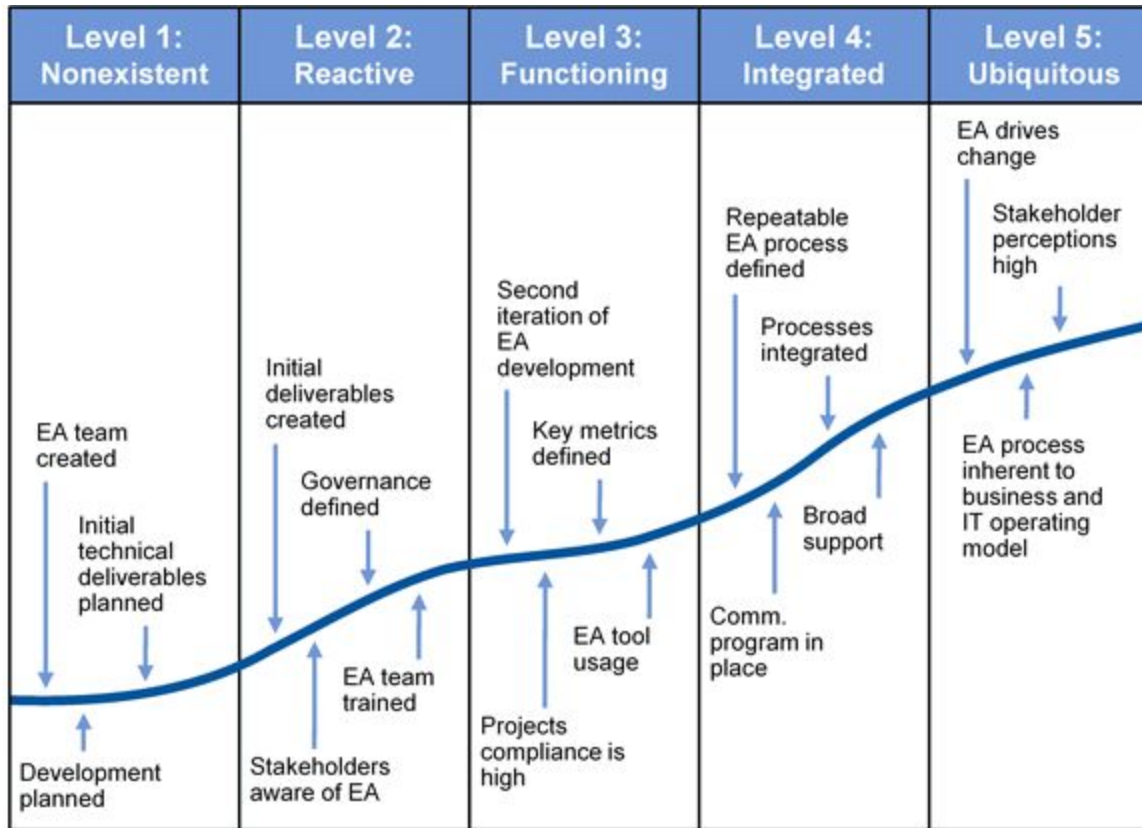 Level 1:
Nonexistent
Level 2:
Reactive
Level 3:
Functioning
Level 4:
Integrated
Level 5:
Ubiquitous
EA team
created
Initial
technical
deliverables
planned
Development
planned
Initial
deliverables
created
Governance
defined
EA team
trained
Stakeholders
aware of EA
Second
iteration of
EA
development
Key metrics
defined
EA tool
usage
Projects
compliance is
high
Repeatable
EA process
defined
Processes
integrated
Broad
support
Comm.
program in
place
EA drives
change
Stakeholder
perceptions
high
EA process
inherent to
business and
IT operating
model